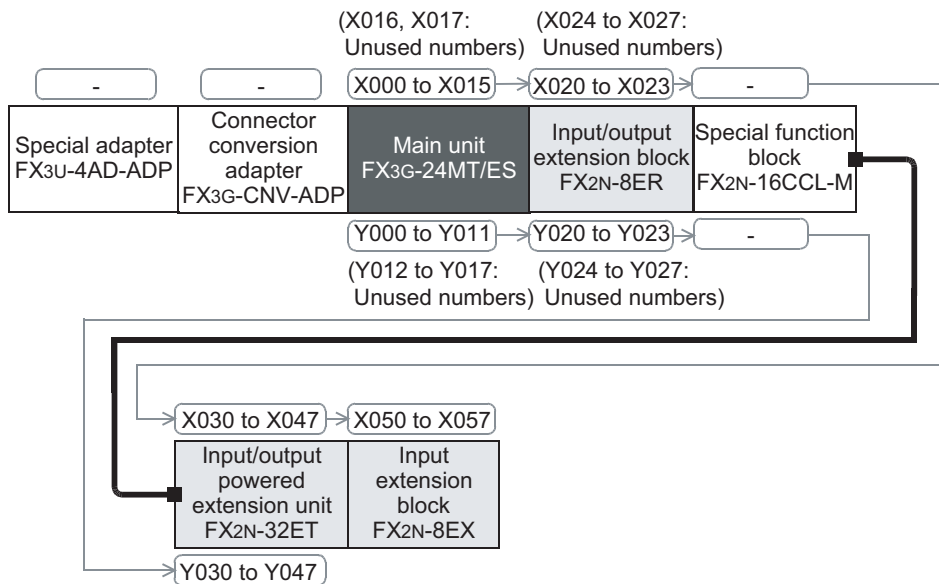 (X016, X017:
Unused numbers)
(X024 to X027:
Unused numbers)
-
-
X000 to X015
X020 to X023
-
Special adapter
FX3U-4AD-ADP
Connector
conversion
adapter
FX3G-CNV-ADP
Main unit
FX3G-24MT/ES
Input/output
extension block
FX2N-8ER
Special function
block
FX2N-16CCL-M
Y000 to Y011
Y020 to Y023
-
(Y012 to Y017:
Unused numbers)
(Y024 to Y027:
Unused numbers)
X030 to X047
X050 to X057
Input/output
powered
extension unit
FX2N-32ET
Input
extension
block
FX2N-8EX
Y030 to Y047